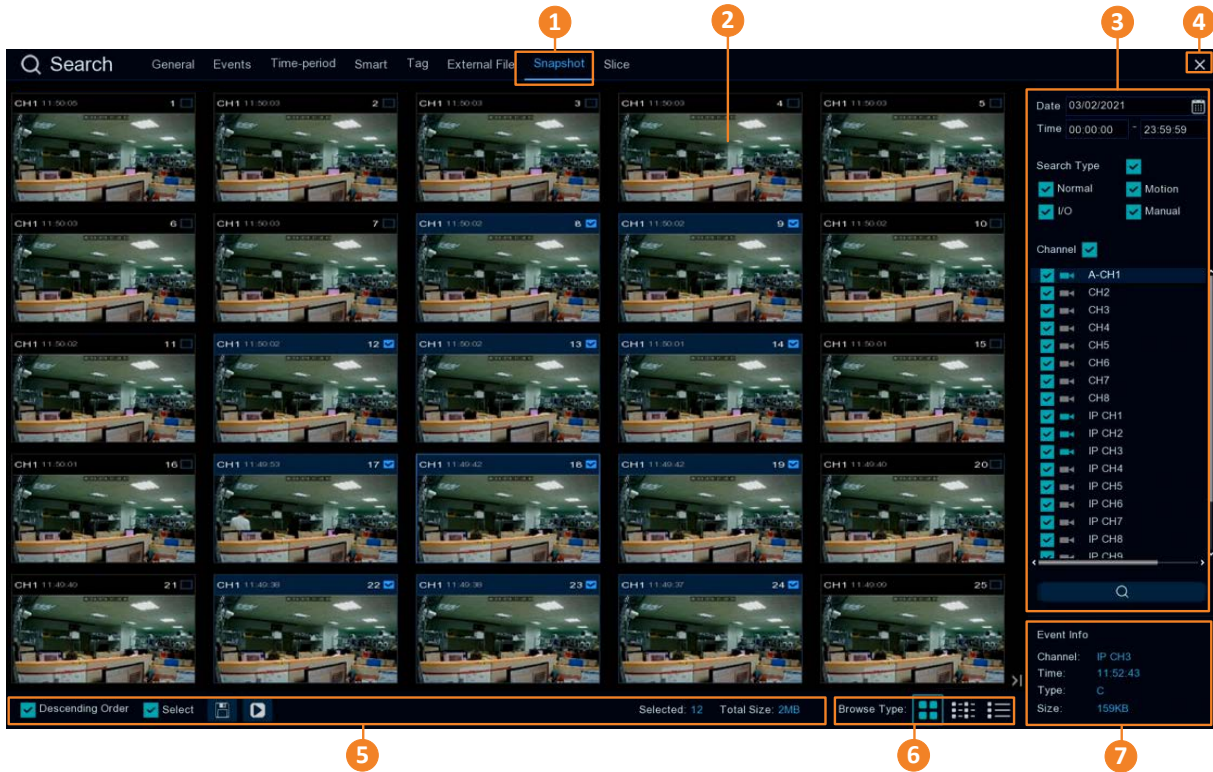 1
2
3
4
Search General Events Time-period Smart Tag External File Snapshot Slice
CH1 11:50:05 1
CH1 11:50:03 2
CH1 11:50:03 3
CH1 11:50:03 4
CH1 11:50:03 5
CH1 11:50:03 6
CH1 11:50:03 7
CH1 11:50:02 8
CH1 11:50:02 9
CH1 11:50:02 10
CH1 11:50:02 11
CH1 11:50:02 12
CH1 11:50:02 13
CH1 11:50:01 14
CH1 11:50:01 15
CH1 11:50:01 16
CH1 11:49:53 17
CH1 11:49:42 18
CH1 11:49:42 19
CH1 11:49:40 20
CH1 11:49:40 21
CH1 11:49:38 22
CH1 11:49:38 23
CH1 11:49:37 24
CH1 11:49:00 25
Date 03/02/2021
Time 00:00:00 - 23:59:59
Search Type
Normal Motion
I/O Manual
Channel
A-CH1
CH2
CH3
CH4
CH5
CH6
CH7
CH8
IP CH1
IP CH2
IP CH3
IP CH4
IP CH5
IP CH6
IP CH7
IP CH8
IP CH9
Event Info
Channel: IP CH3
Time: 11:52:43
Type: C
Size: 159KB
Descending Order Select Selected: 12 Total Size: 2MB Browse Type:
5
6
7